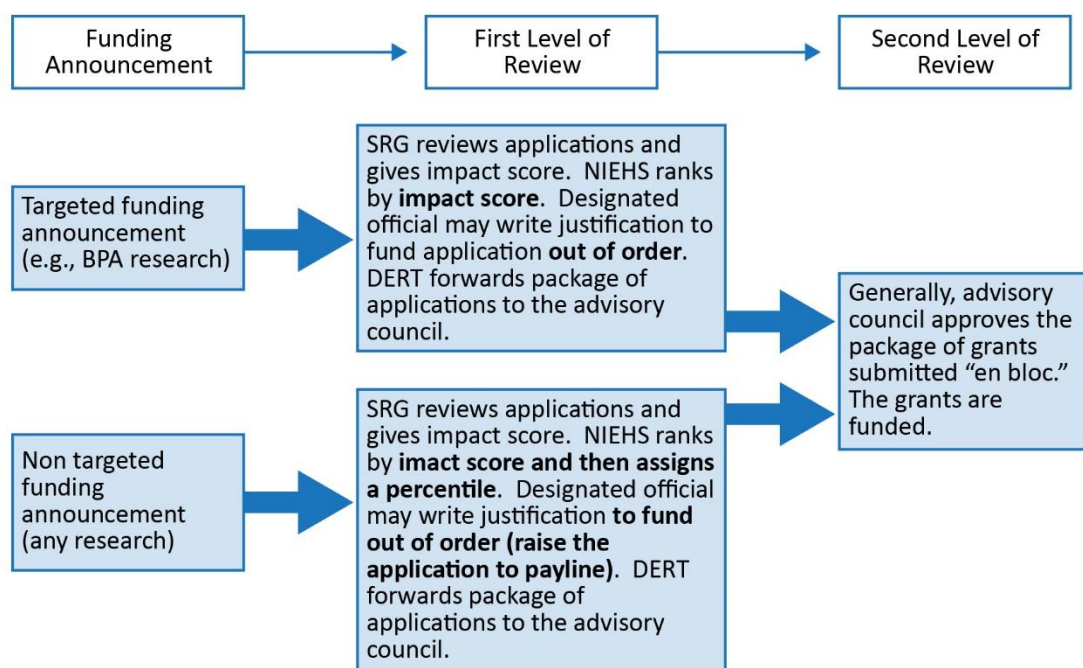 Funding
Announcement
First Level of
Review
Second Level of
Review
Targeted funding
announcement
(e.g., BPA research)
SRG reviews applications and
gives impact score.  NIEHS ranks
by impact score.  Designated
official may write justification to
fund application out of order.
DERT forwards package of
applications to the advisory
council.
Non targeted
funding
announcement
(any research)
SRG reviews applications and
gives impact score.  NIEHS ranks
by imact score and then assigns
a percentile.  Designated official
may write justification to fund
out of order (raise the
application to payline).  DERT
forwards package of
applications to the advisory
council.
Generally, advisory
council approves the
package of grants
submitted “en bloc.”
The grants are
funded.